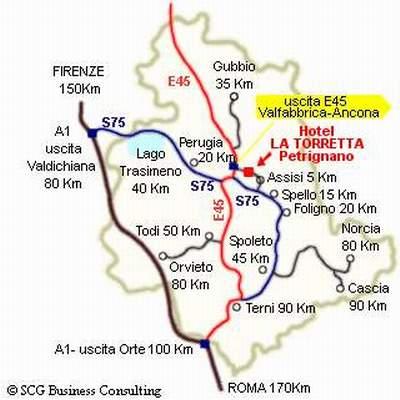 Gubbio
35 Km
FIRENZE
150Km
E45
uscita E45
Valfabbrica-Ancona
S75
Hotel
LA TORRETTA
Petrignano
A1
uscita
Valdichiana
80 Km
Perugia
20 Km
Lago
Trasimeno
40 Km
Assisi 5 Km
S75
S75
Spello 15 Km
Foligno 20 Km
E45
Todi 50 Km
Spoleto
45 Km
Norcia
80 Km
Orvieto
80 Km
Cascia
90 Km
Terni 90 Km
A1- uscita Orte 100 Km
ROMA 170Km
© SCG Business Consulting